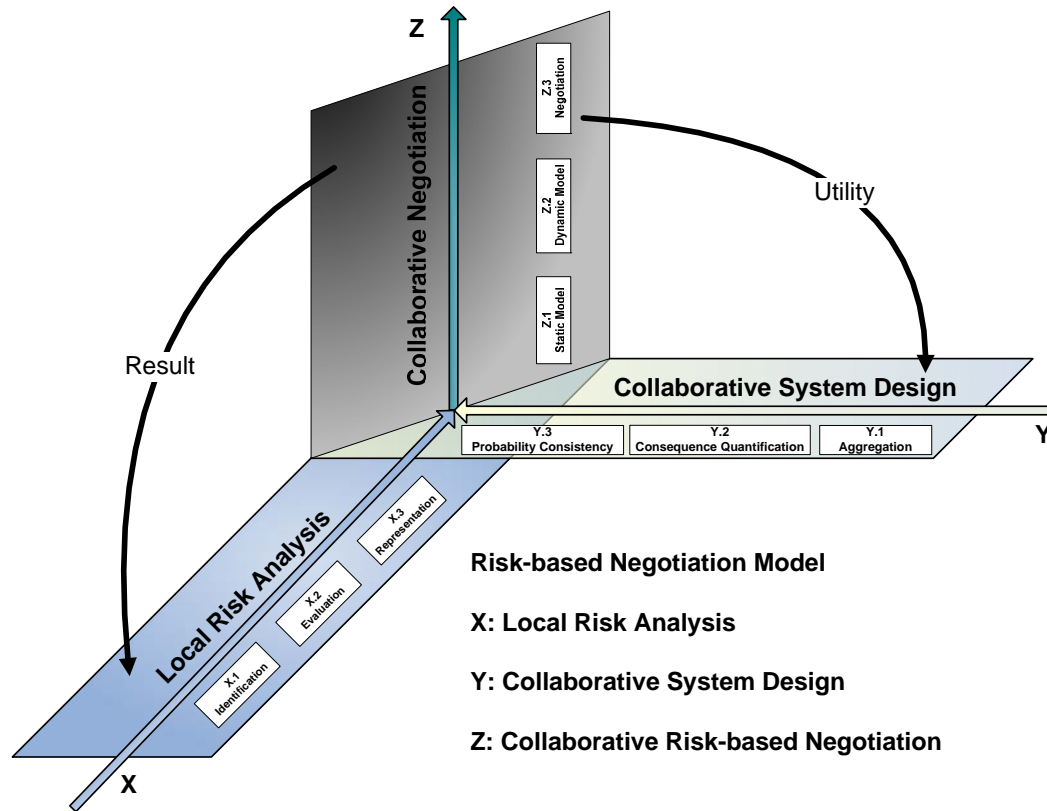 Z
Collaborative Negotiation
Z.3
Negotiation
Z.2
Dynamic Model
Z.1
Static Model
Utility
Result
Collaborative System Design
Y
Y.3
Probability Consistency
Y.2
Consequence Quantification
Y.1
Aggregation
Local Risk Analysis
X.3
Representation
X.2
Evaluation
X.1
Identification
X
Risk-based Negotiation Model
X: Local Risk Analysis
Y: Collaborative System Design
Z: Collaborative Risk-based Negotiation